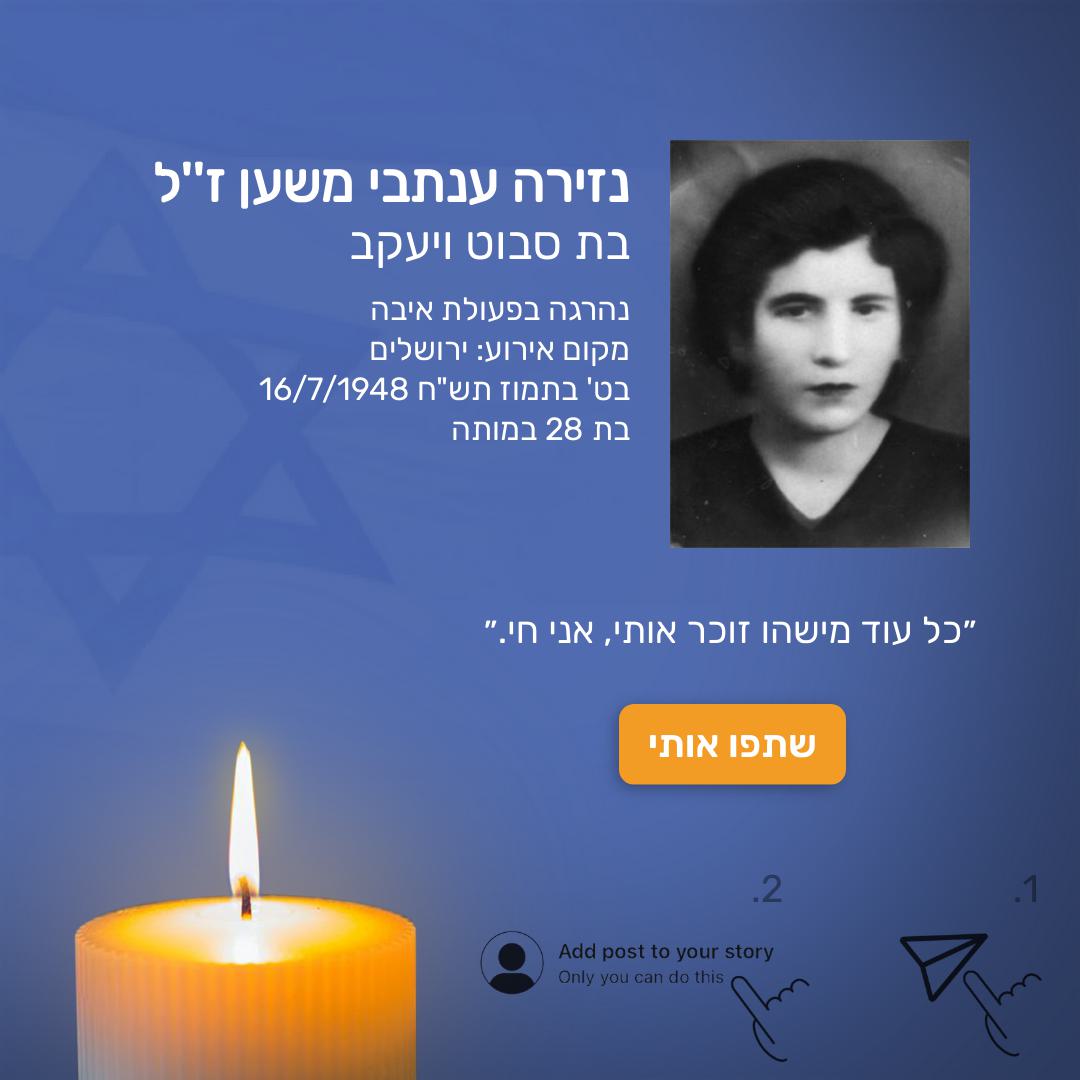 נזירה ענתבי משען ז"ל
בת סבוט ויעקב
נהרגה בפעולת איבה
מקום אירוע: ירושלים
בט' בתמוז תש"ח 16/7/1948
בת 28 במותה
״כל עוד מישהו זוכר אותי, אני חי.״
שתפו אותי
1.
2.
Add post to your story
Only you can do this